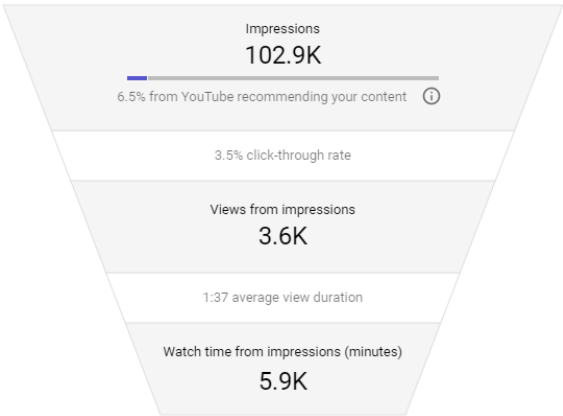 Impressions
102.9K
6.5% from YouTube recommending your content
3.5% click-through rate
Views from impressions
3.6K
1:37 average view duration
Watch time from impressions (minutes)
5.9K